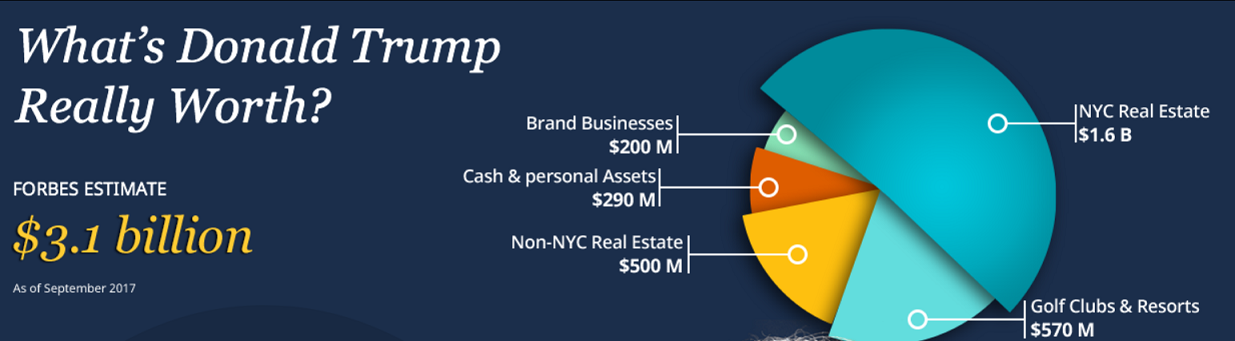 What's Donald Trump
Really Worth?
FORBES ESTIMATE
$3.1 billion
As of September 2017
Brand Businesses
$200 M
Cash & personal Assets
$290 M
Non-NYC Real Estate
$500 M
NYC Real Estate
$1.6 B
Golf Clubs & Resorts
$570 M